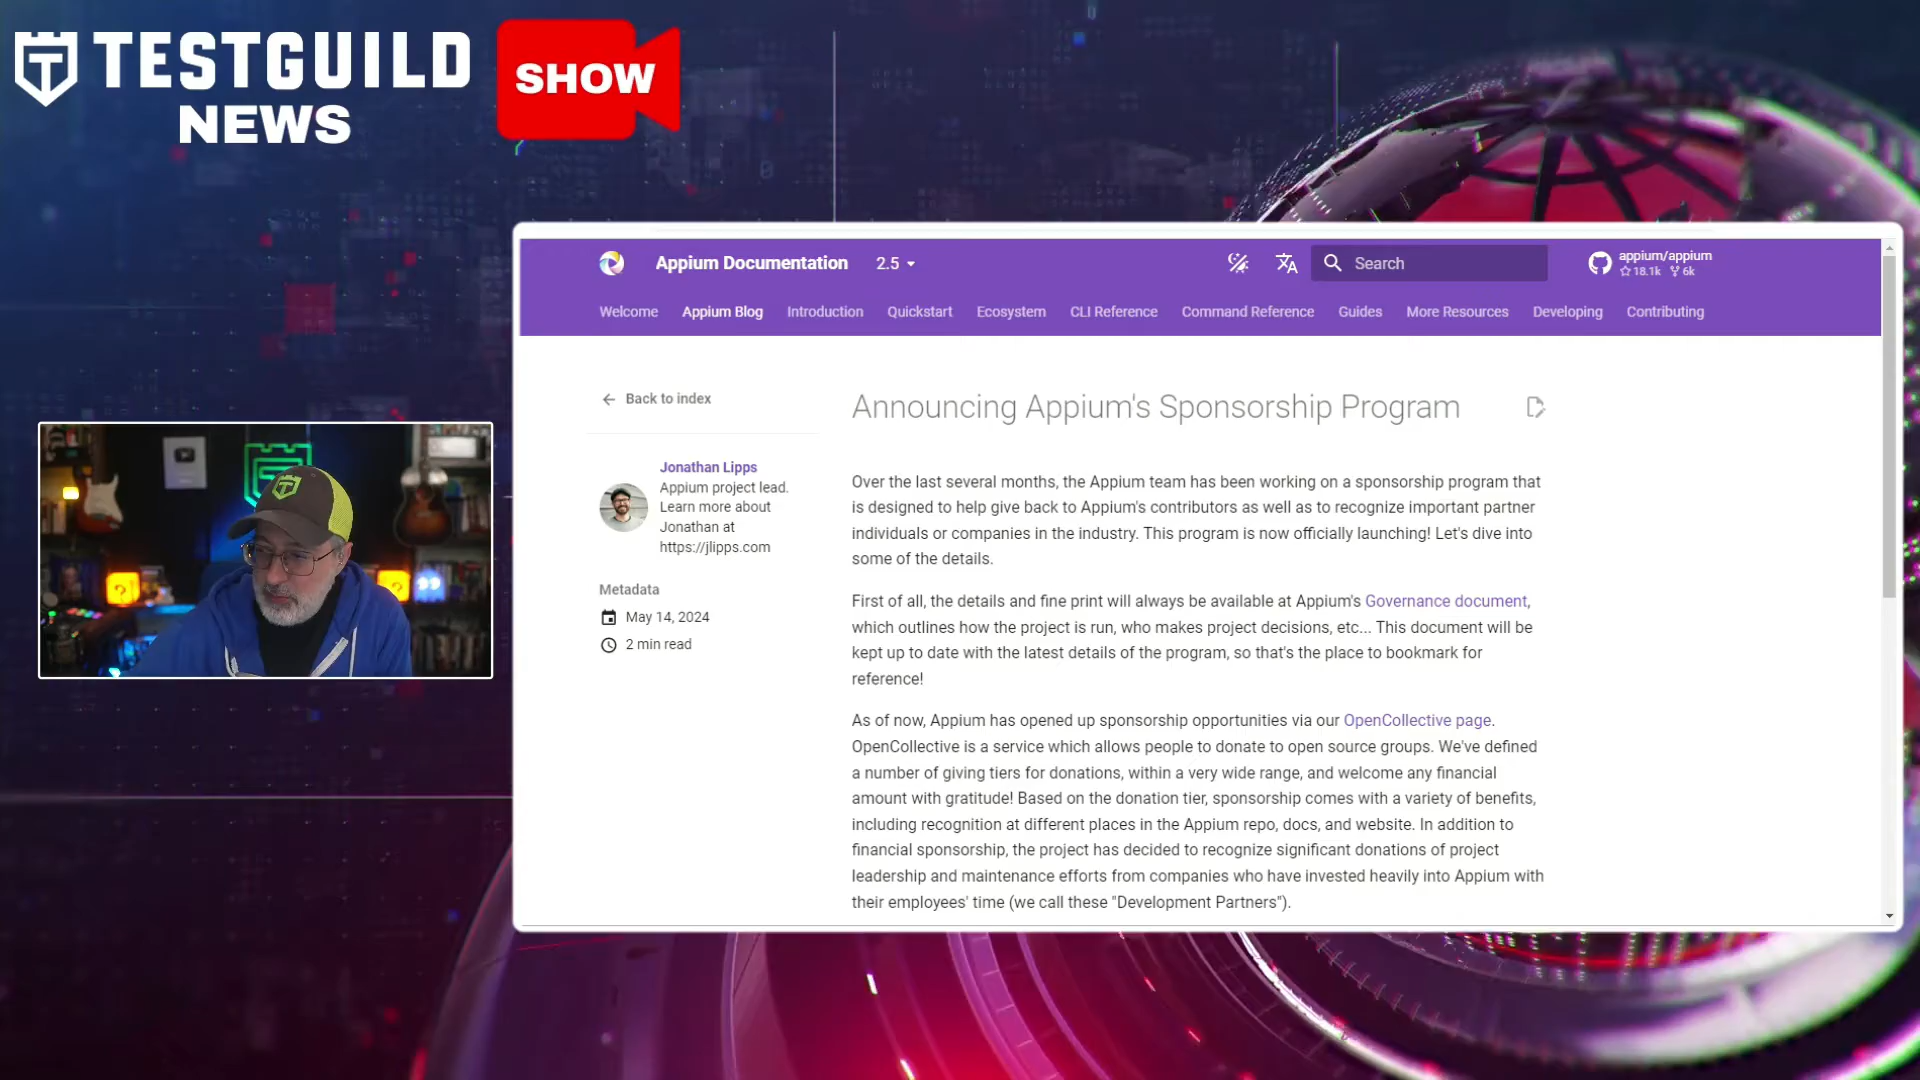 TESTGUILD
NEWS
SHOW
Appium Documentation
2.5
Search
appium/appium
18.1k 6k
Welcome
Appium Blog
Introduction
Quickstart
Ecosystem
CLI Reference
Command Reference
Guides
More Resources
Developing
Contributing
Back to index
Jonathan Lipps
Appium project lead.
Learn more about
Jonathan at
https://jlipps.com
Metadata
May 14, 2024
2 min read
Announcing Appium's Sponsorship Program
Over the last several months, the Appium team has been working on a sponsorship program that
is designed to help give back to Appium's contributors as well as to recognize important partner
individuals or companies in the industry. This program is now officially launching! Let's dive into
some of the details.
First of all, the details and fine print will always be available at Appium's Governance document,
which outlines how the project is run, who makes project decisions, etc... This document will be
kept up to date with the latest details of the program, so that's the place to bookmark for
reference!
As of now, Appium has opened up sponsorship opportunities via our OpenCollective page.
OpenCollective is a service which allows people to donate to open source groups. We've defined
a number of giving tiers for donations, within a very wide range, and welcome any financial
amount with gratitude! Based on the donation tier, sponsorship comes with a variety of benefits,
including recognition at different places in the Appium repo, docs, and website. In addition to
financial sponsorship, the project has decided to recognize significant donations of project
leadership and maintenance efforts from companies who have invested heavily into Appium with
their employees' time (we call these "Development Partners").